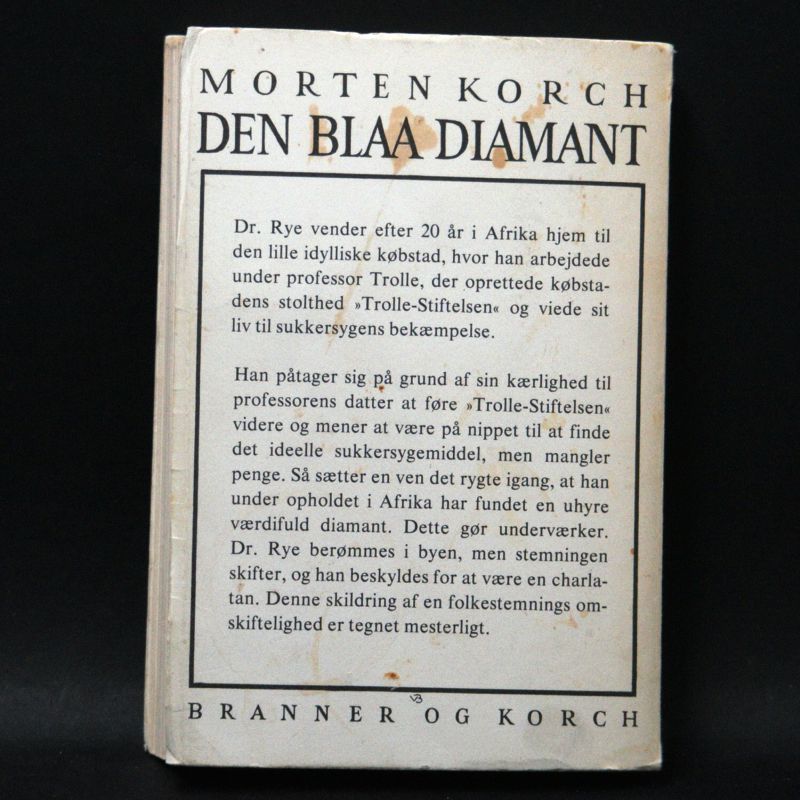 MORTEN KORCH
DEN BLAA DIAMANT
Dr. Rye vender efter 20 år i Afrika hjem til
den lille idylliske købstad, hvor han arbejdede
under professor Trolle, der oprettede købsta-
dens stolthed »Trolle-Stiftelsen« og viede sit
liv til sukkersygens bekæmpelse.
Han påtager sig på grund af sin kærlighed til
professorens datter at føre »Trolle-Stiftelsen«
videre og mener at være på nippet til at finde
det ideelle sukkersygemiddel, men mangler
penge. Så sætter en ven det rygte igang, at han
under opholdet i Afrika har fundet en uhyre
værdifuld diamant. Dette gør underværker.
Dr. Rye berømmes i byen, men stemningen
skifter, og han beskyldes for at være en charla-
tan. Denne skildring af en folkestemnings om-
skiftelighed er tegnet mesterligt.
BRANNER OG KORCH